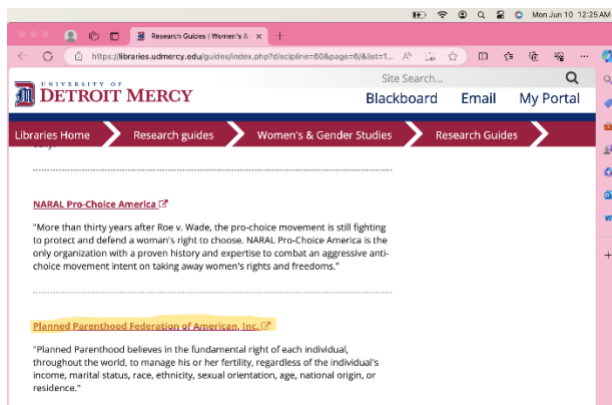 Mon Jun 10 12:25AM
Research Guides | Women's &
https://libraries.udmercy.edu/guides/index.php?discipline=60&page=6/&list=1...
UNIVERSITY OF
DETROIT MERCY
Site Search...
Blackboard Email My Portal
Libraries Home Research guides Women's & Gender Studies Research Guides
NARAL Pro-Choice America
"More than thirty years after Roe v. Wade, the pro-choice movement is still fighting
to protect and defend a woman's right to choose. NARAL Pro-Choice America is the
only organization with a proven history and expertise to combat an aggressive anti-
choice movement intent on taking away women's rights and freedoms."
Planned Parenthood Federation of American, Inc.
"Planned Parenthood believes in the fundamental right of each individual,
throughout the world, to manage his or her fertility, regardless of the individual's
income, marital status, race, ethnicity, sexual orientation, age, national origin, or
residence."